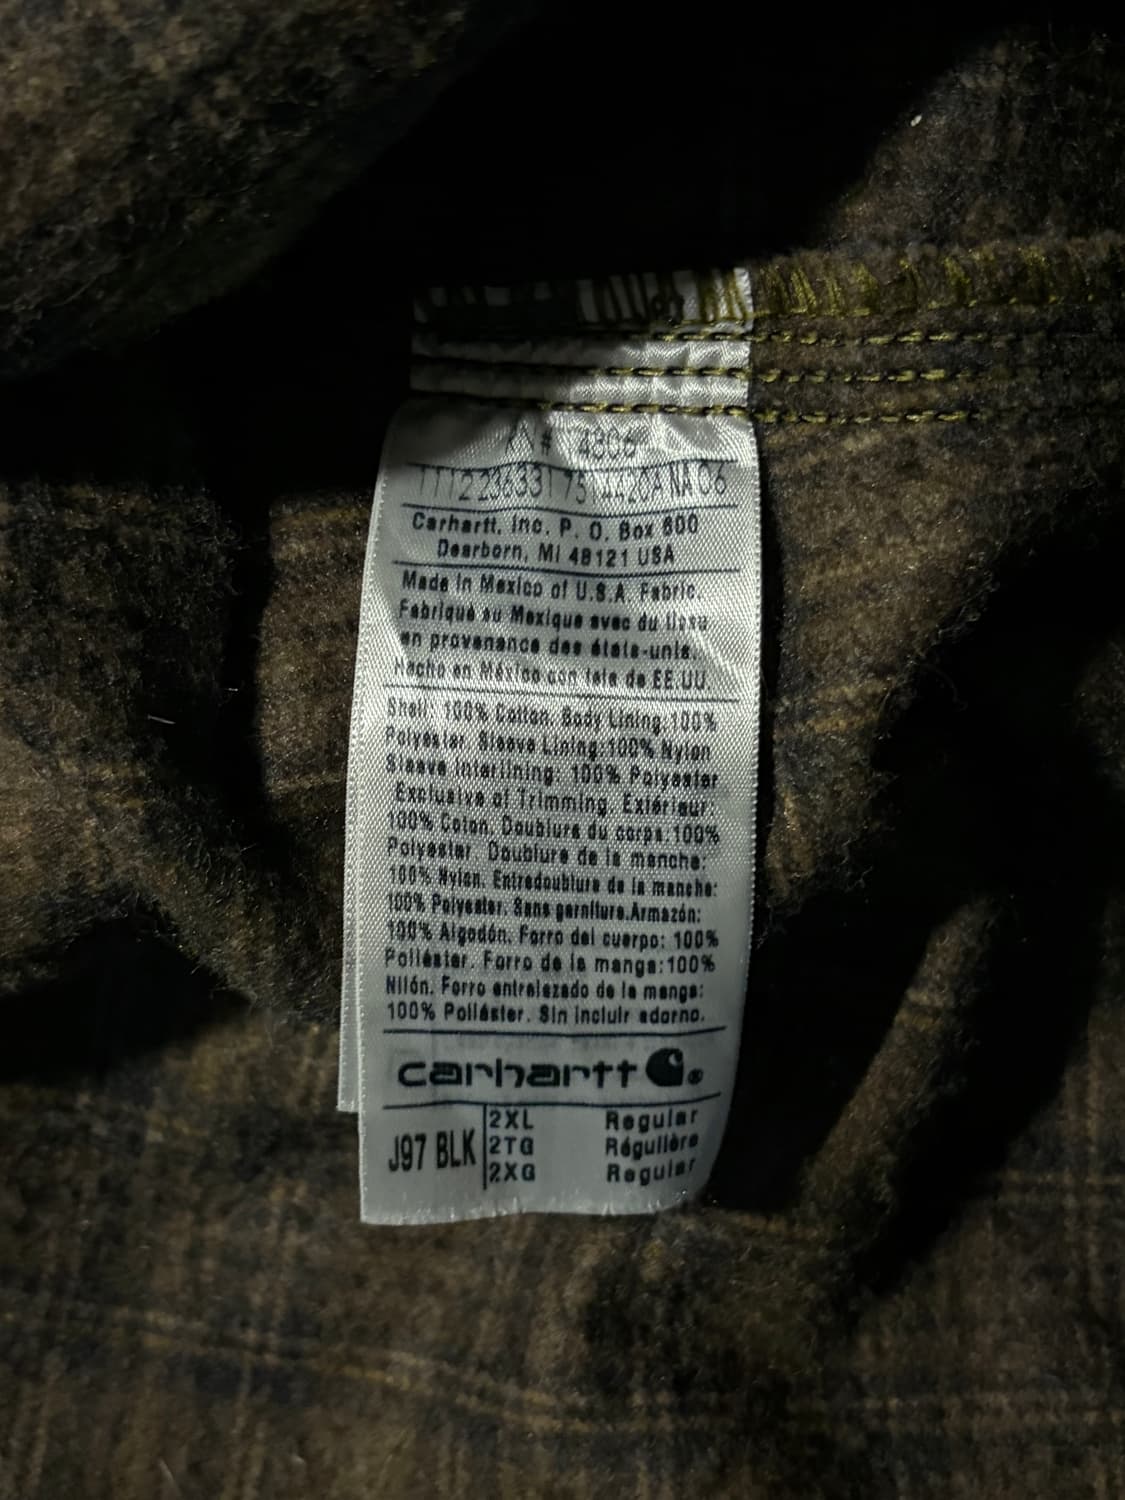 Carhartt, Inc. P. O. Box 600
Dearborn, MI 48121 USA
Made in Mexico of U.S.A. Fabric.
Fabriqué au Mexique avec du tissu
en provenance des états-unis.
Hecho en México con tela de EE.UU
Shell: 100% Cotton. Body Lining:100%
Polyester. Sleeve Lining:100% Nylon
Sleeve Interlining: 100% Polyester
Exclusive of Trimming. Extérieur:
100% Coton. Doublure du corps:100%
Polyester. Doublure de la manche:
100% Nylon. Entredoublure de la manche:
100% Polyester. Sans garniture.Armazón:
100% Algodón. Forro del cuerpo: 100%
Poliéster. Forro de la manga:100%
Nilón. Forro entrelazado de la manga:
100% Poliéster. Sin incluir adorno.
carhartt ®
J97 BLK
2XL Regular
2TG Régulière
2XG Regular